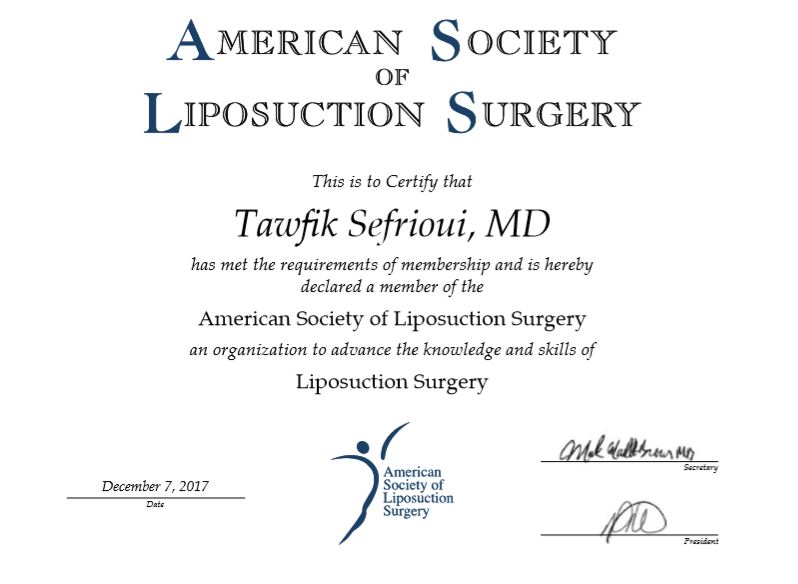 AMERICAN SOCIETY
OF
LIPOSUCTION SURGERY
This is to Certify that
Tawfik Sefrioui, MD
has met the requirements of membership and is hereby
declared a member of the
American Society of Liposuction Surgery
an organization to advance the knowledge and skills of
Liposuction Surgery
American
Society of
Liposuction
Surgery
December 7, 2017
Date
MD
Secretary
President